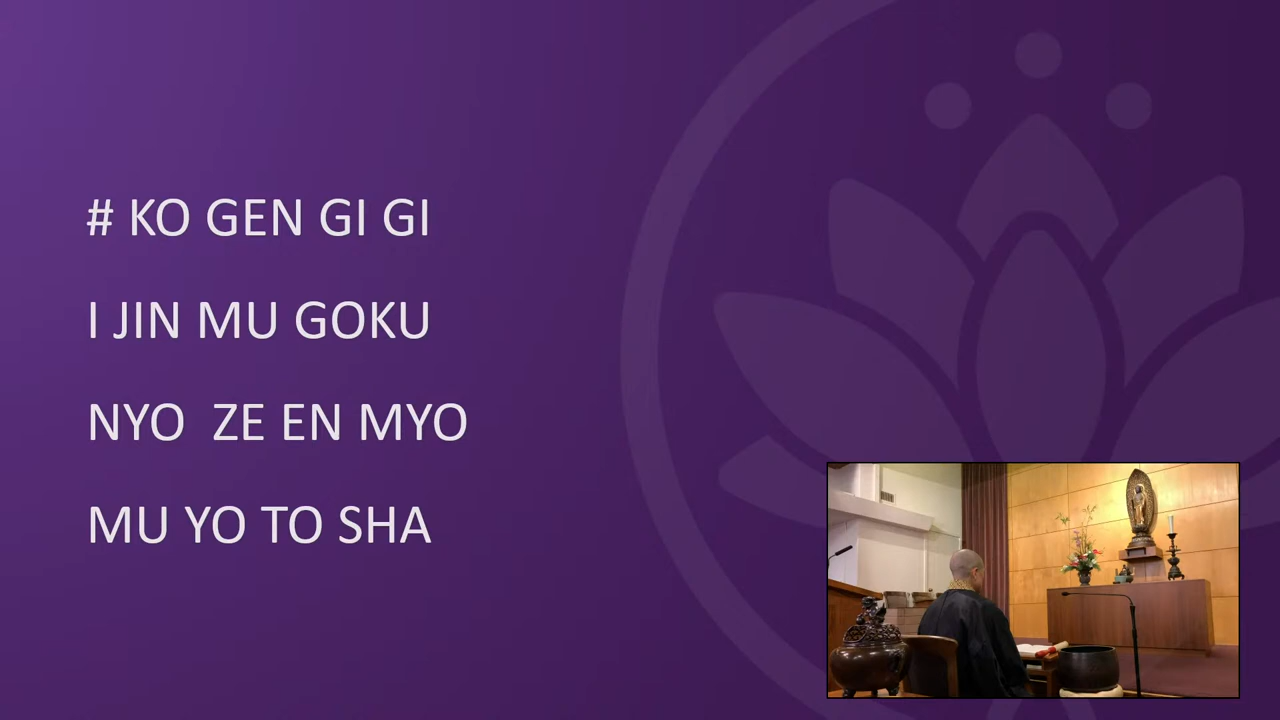 # KO GEN GI GI
I JIN MU GOKU
NYO  ZE EN MYO
MU YO TO SHA